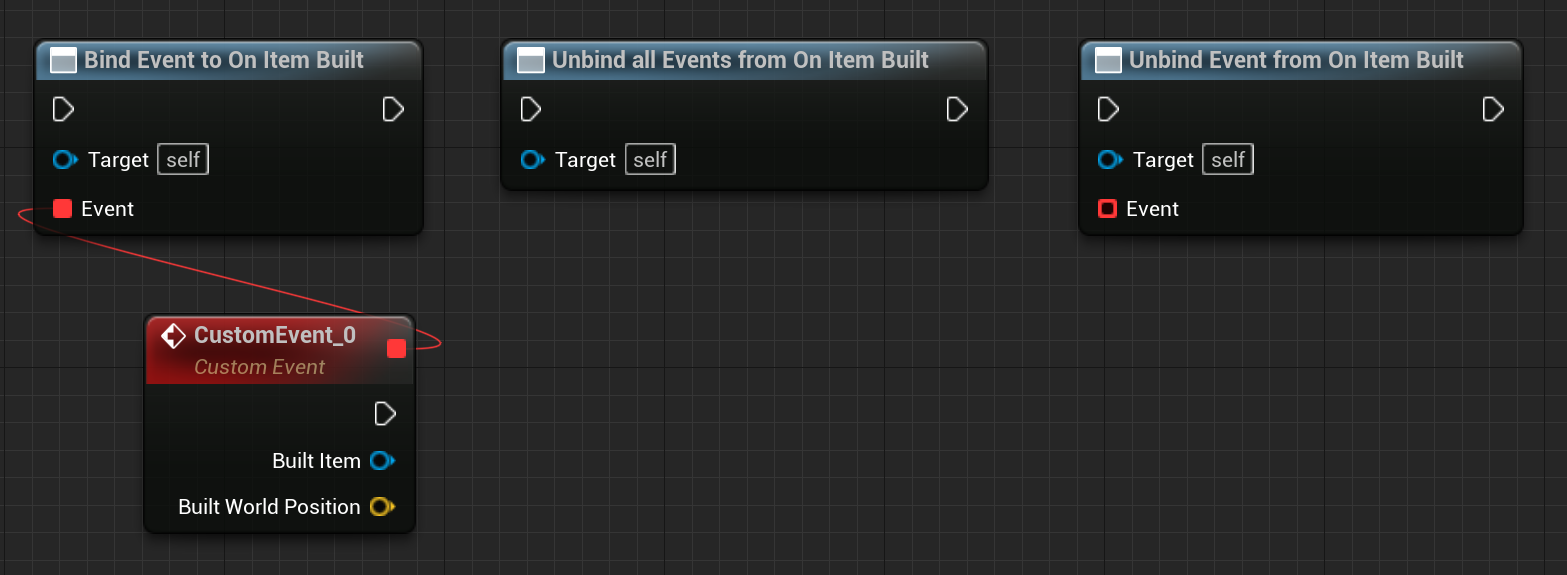 Bind Event to On Item Built
Target self
Event
Unbind all Events from On Item Built
Target self
Unbind Event from On Item Built
Target self
Event
CustomEvent_0
Custom Event
Built Item
Built World Position